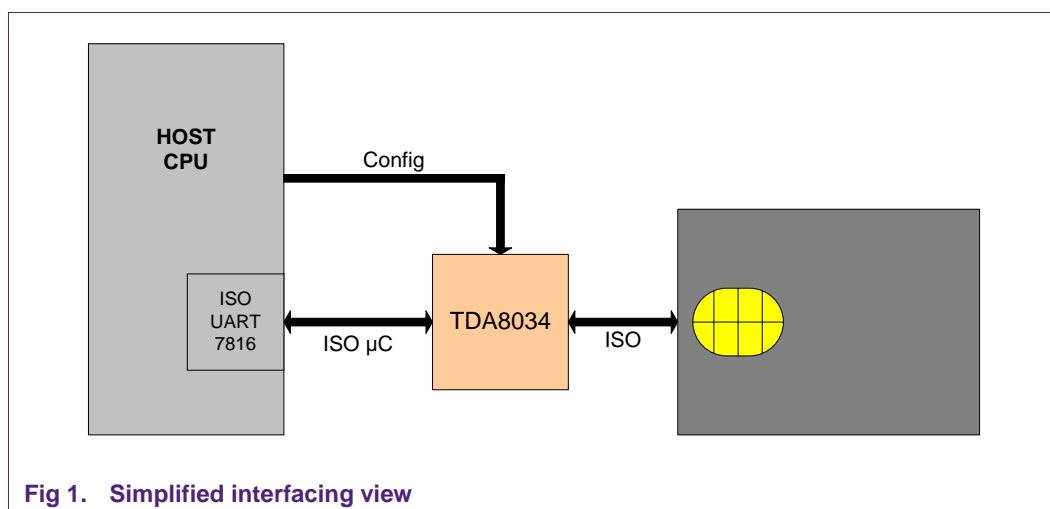 HOST
CPU
Config
ISO
UART
7816
ISO µC
TDA8034
ISO
Fig 1. Simplified interfacing view